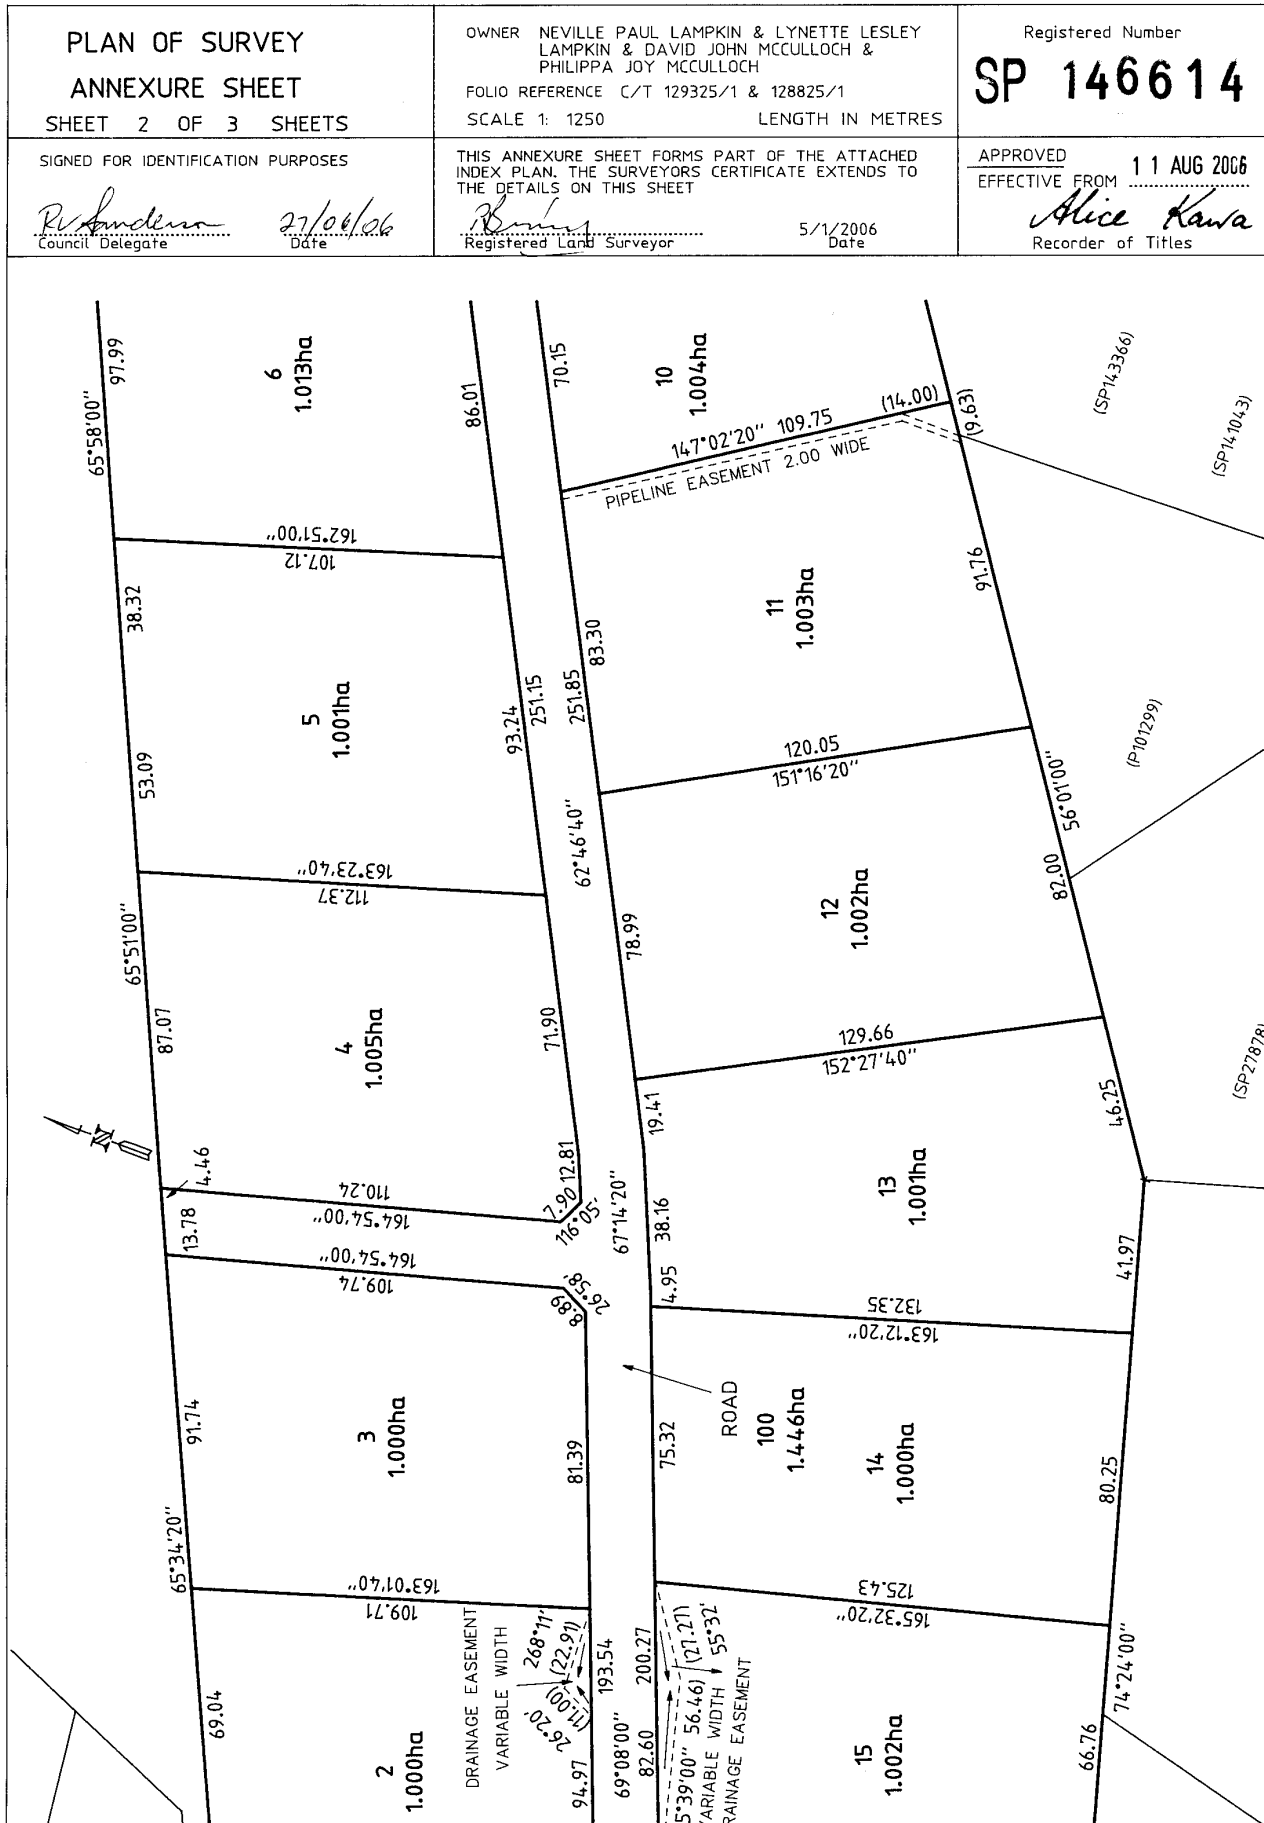 PLAN OF SURVEY
ANNEXURE SHEET
SHEET 2 OF 3 SHEETS
OWNER NEVILLE PAUL LAMPKIN & LYNETTE LESLEY
LAMPKIN & DAVID JOHN MCCULLOCH &
PHILIPPA JOY MCCULLOCH
FOLIO REFERENCE C/T 129325/1 & 128825/1
SCALE 1: 1250 LENGTH IN METRES
Registered Number
SP 146614
SIGNED FOR IDENTIFICATION PURPOSES
27/06/06
Council Delegate Date
THIS ANNEXURE SHEET FORMS PART OF THE ATTACHED
INDEX PLAN. THE SURVEYORS CERTIFICATE EXTENDS TO
THE DETAILS ON THIS SHEET
5/1/2006
Registered Land Surveyor Date
APPROVED
EFFECTIVE FROM 11 AUG 2006
Alice Kawa
Recorder of Titles
97.99
65°58'00"
6
1.013ha
86.01
70.15
10
1.004ha
(14.00)
(9.63)
147°02'20" 109.75
PIPELINE EASEMENT 2.00 WIDE
(SP143366)
(SP141043)
162°51'00"
107.12
38.32
53.09
5
1.001ha
93.24
251.15
251.85
83.30
11
1.003ha
91.76
120.05
151°16'20"
(P101299)
56°01'00"
163°23'40"
112.37
65°51'00"
87.07
4
1.005ha
71.90
62°46'40"
78.99
12
1.002ha
82.00
129.66
152°27'40"
(SP27878)
N
4.46
13.78
110.24
164°54'00"
7.90
12.81
116°05'
19.41
67°14'20"
38.16
4.95
13
1.001ha
46.25
41.97
164°54'00"
109.74
26°58'
8.89
132.35
163°12'20"
91.74
65°34'20"
3
1.000ha
81.39
ROAD
100
1.446ha
75.32
14
1.000ha
80.25
163°01'40"
109.71
125.43
165°32'20"
DRAINAGE EASEMENT
VARIABLE WIDTH
268°11'
(22.91)
(11.00)
26°20'
193.54
200.27
(27.27)
55°32'
5°39'00" 56.46)
ARIABLE WIDTH
RAINAGE EASEMENT
69.04
2
1.000ha
94.97
69°08'00"
82.60
15
1.002ha
66.76
74°24'00"